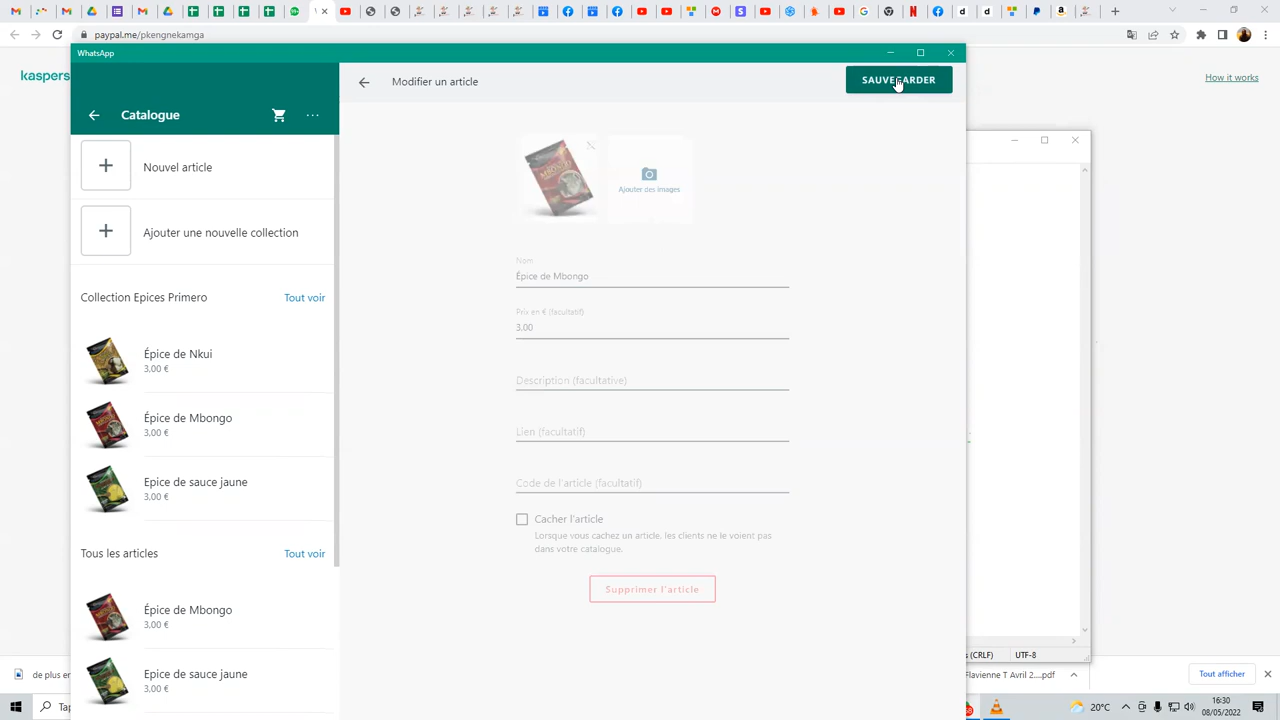 paypal.me/pkengnekamga
WhatsApp
kaspers
How it works
Modifier un article
SAUVEGARDER
Catalogue
Nouvel article
Ajouter une nouvelle collection
Collection Epices Primero
Tout voir
Épice de Nkui
3,00 €
Épice de Mbongo
3,00 €
Epice de sauce jaune
3,00 €
Tous les articles
Tout voir
Épice de Mbongo
3,00 €
Epice de sauce jaune
3,00 €
MBONGO
Ajouter des images
Nom
Épice de Mbongo
Prix en € (facultatif)
3.00
Description (facultative)
Lien (facultatif)
Code de l'article (facultatif)
Cacher l'article
Lorsque vous cachez un article, les clients ne le voient pas
dans votre catalogue.
Supprimer l'article
(CRLF)
UTF-8
de plus en
Flavienne T Avril 2....pdf
Tout afficher
Tap
20°C
16:30
08/05/2022